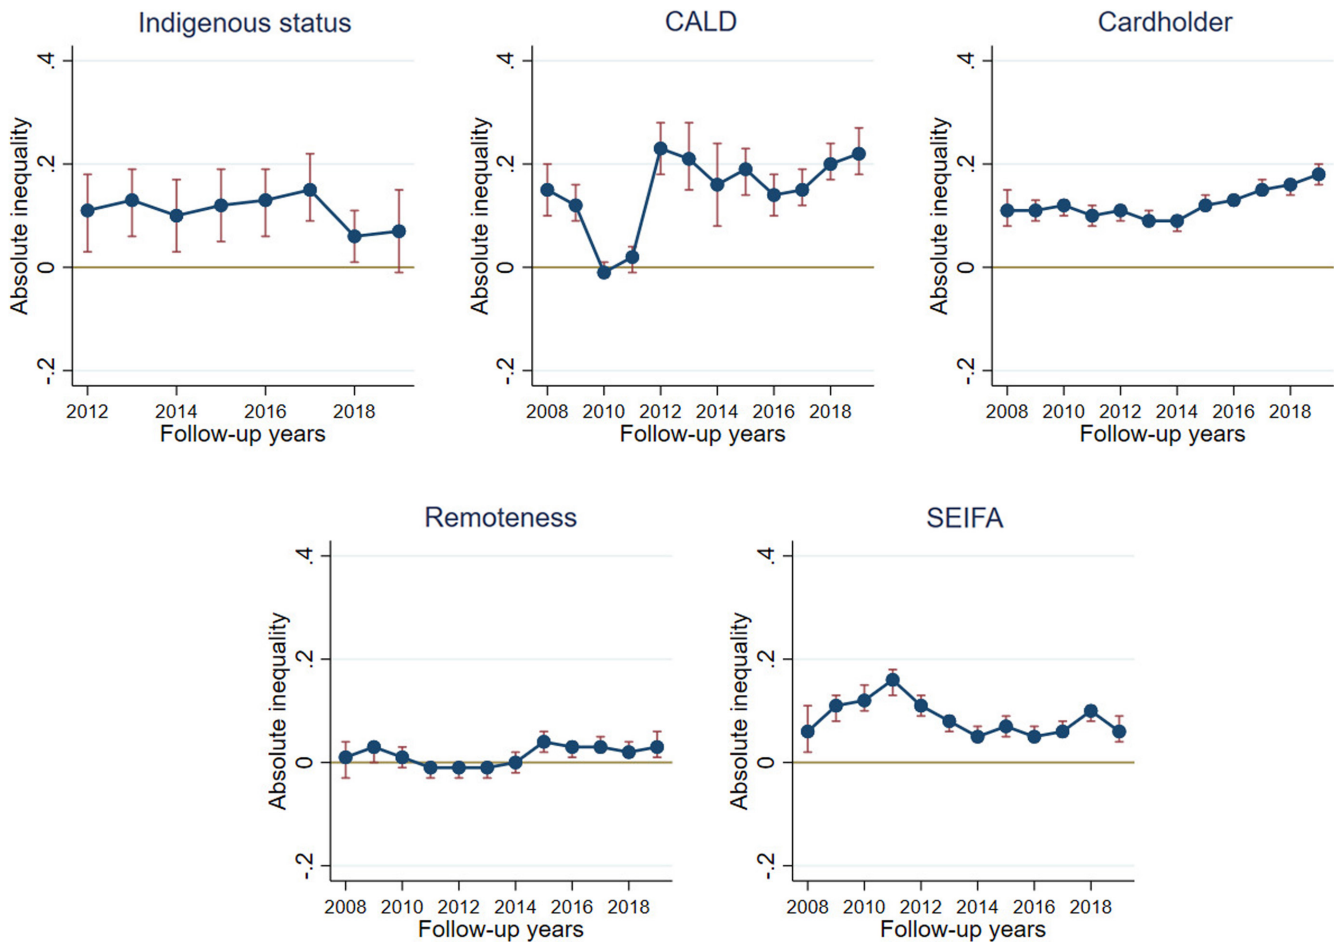 Indigenous status
Absolute inequality
.4
.2
0
-.2
2012 2014 2016 2018
Follow-up years
CALD
Absolute inequality
.4
.2
0
-.2
2008 2010 2012 2014 2016 2018
Follow-up years
Cardholder
Absolute inequality
.4
.2
0
-.2
2008 2010 2012 2014 2016 2018
Follow-up years
Remoteness
Absolute inequality
.4
.2
0
-.2
2008 2010 2012 2014 2016 2018
Follow-up years
SEIFA
Absolute inequality
.4
.2
0
-.2
2008 2010 2012 2014 2016 2018
Follow-up years